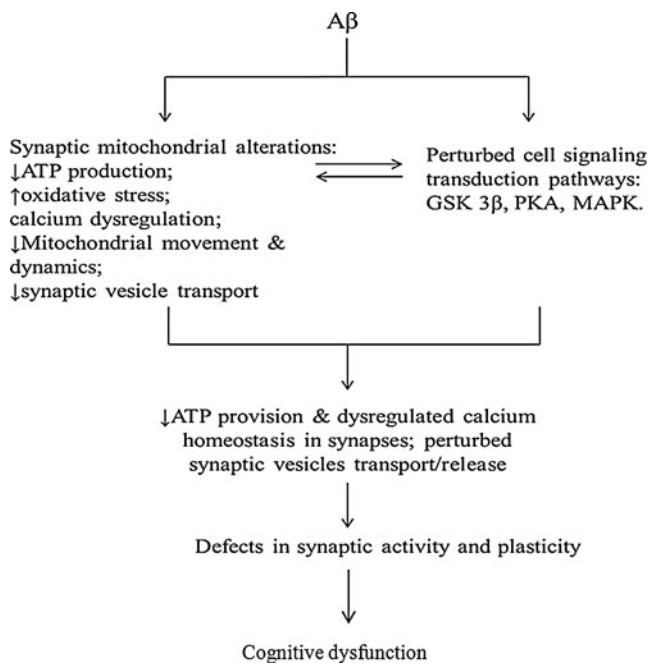 Aβ
Synaptic mitochondrial alterations:
↓ATP production;
↑oxidative stress;
calcium dysregulation;
↓Mitochondrial movement &
dynamics;
↓synaptic vesicle transport
Perturbed cell signaling
transduction pathways:
GSK 3β, PKA, MAPK.
↓ATP provision & dysregulated calcium
homeostasis in synapses; perturbed
synaptic vesicles transport/release
Defects in synaptic activity and plasticity
Cognitive dysfunction